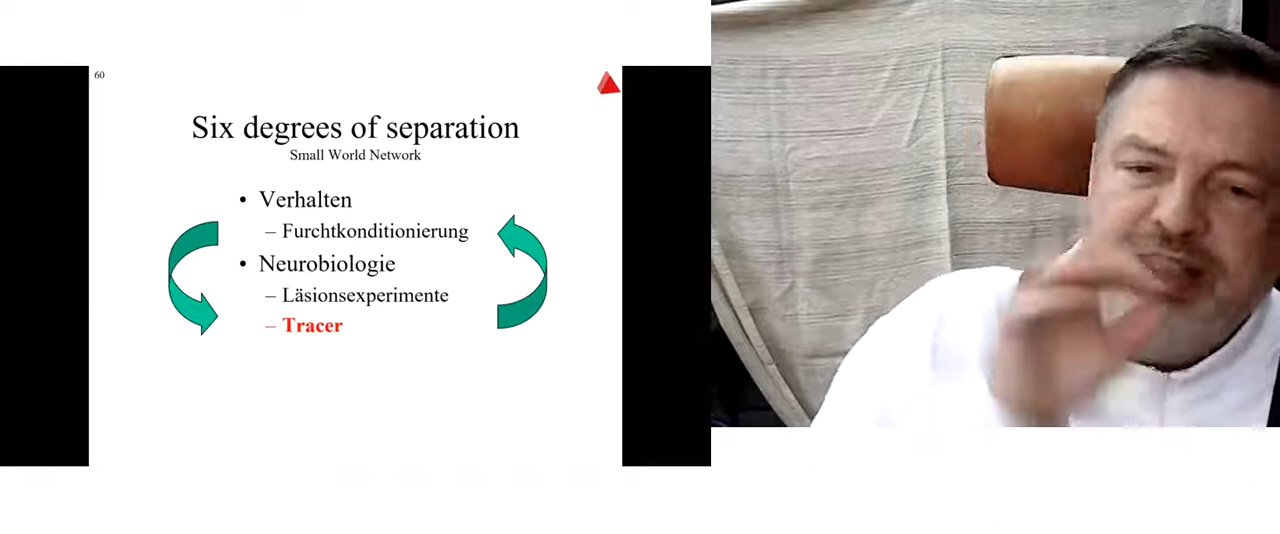 60
Six degrees of separation
Small World Network
• Verhalten
– Furchtkonditionierung
• Neurobiologie
– Läsionsexperimente
– Tracer